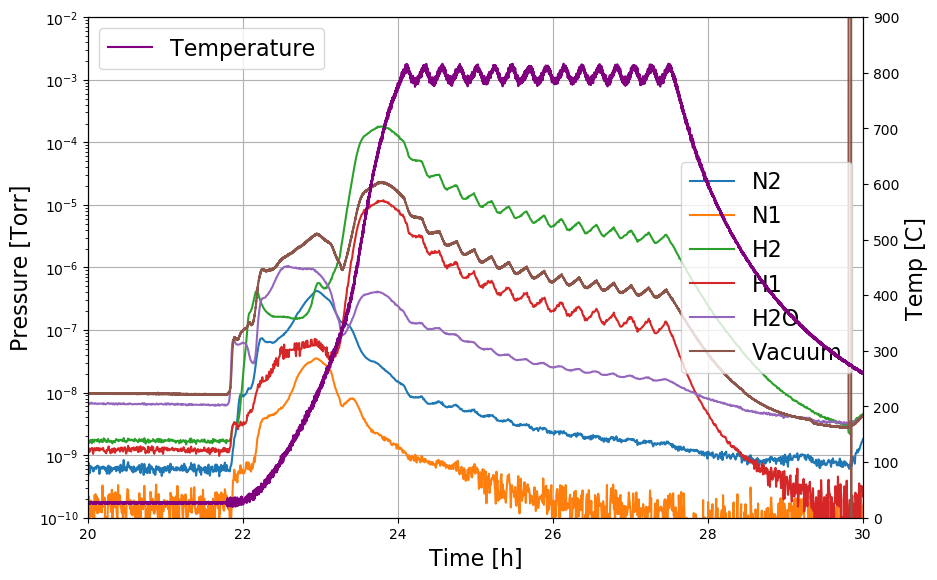 Temperature
N2
N1
H2
H1
H2O
Vacuum
Pressure [Torr]
10⁻²
10⁻³
10⁻⁴
10⁻⁵
10⁻⁶
10⁻⁷
10⁻⁸
10⁻⁹
10⁻¹⁰
900
800
700
600
500
400
300
200
100
0
Temp [C]
20 22 24 26 28 30
Time [h]